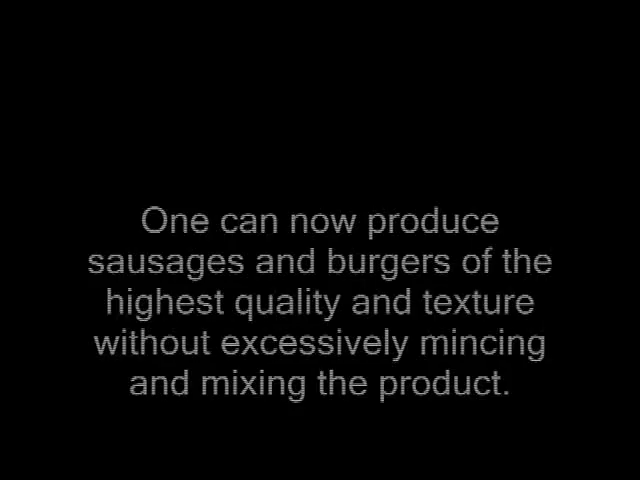 One can now produce
sausages and burgers of the
highest quality and texture
without excessively mincing
and mixing the product.